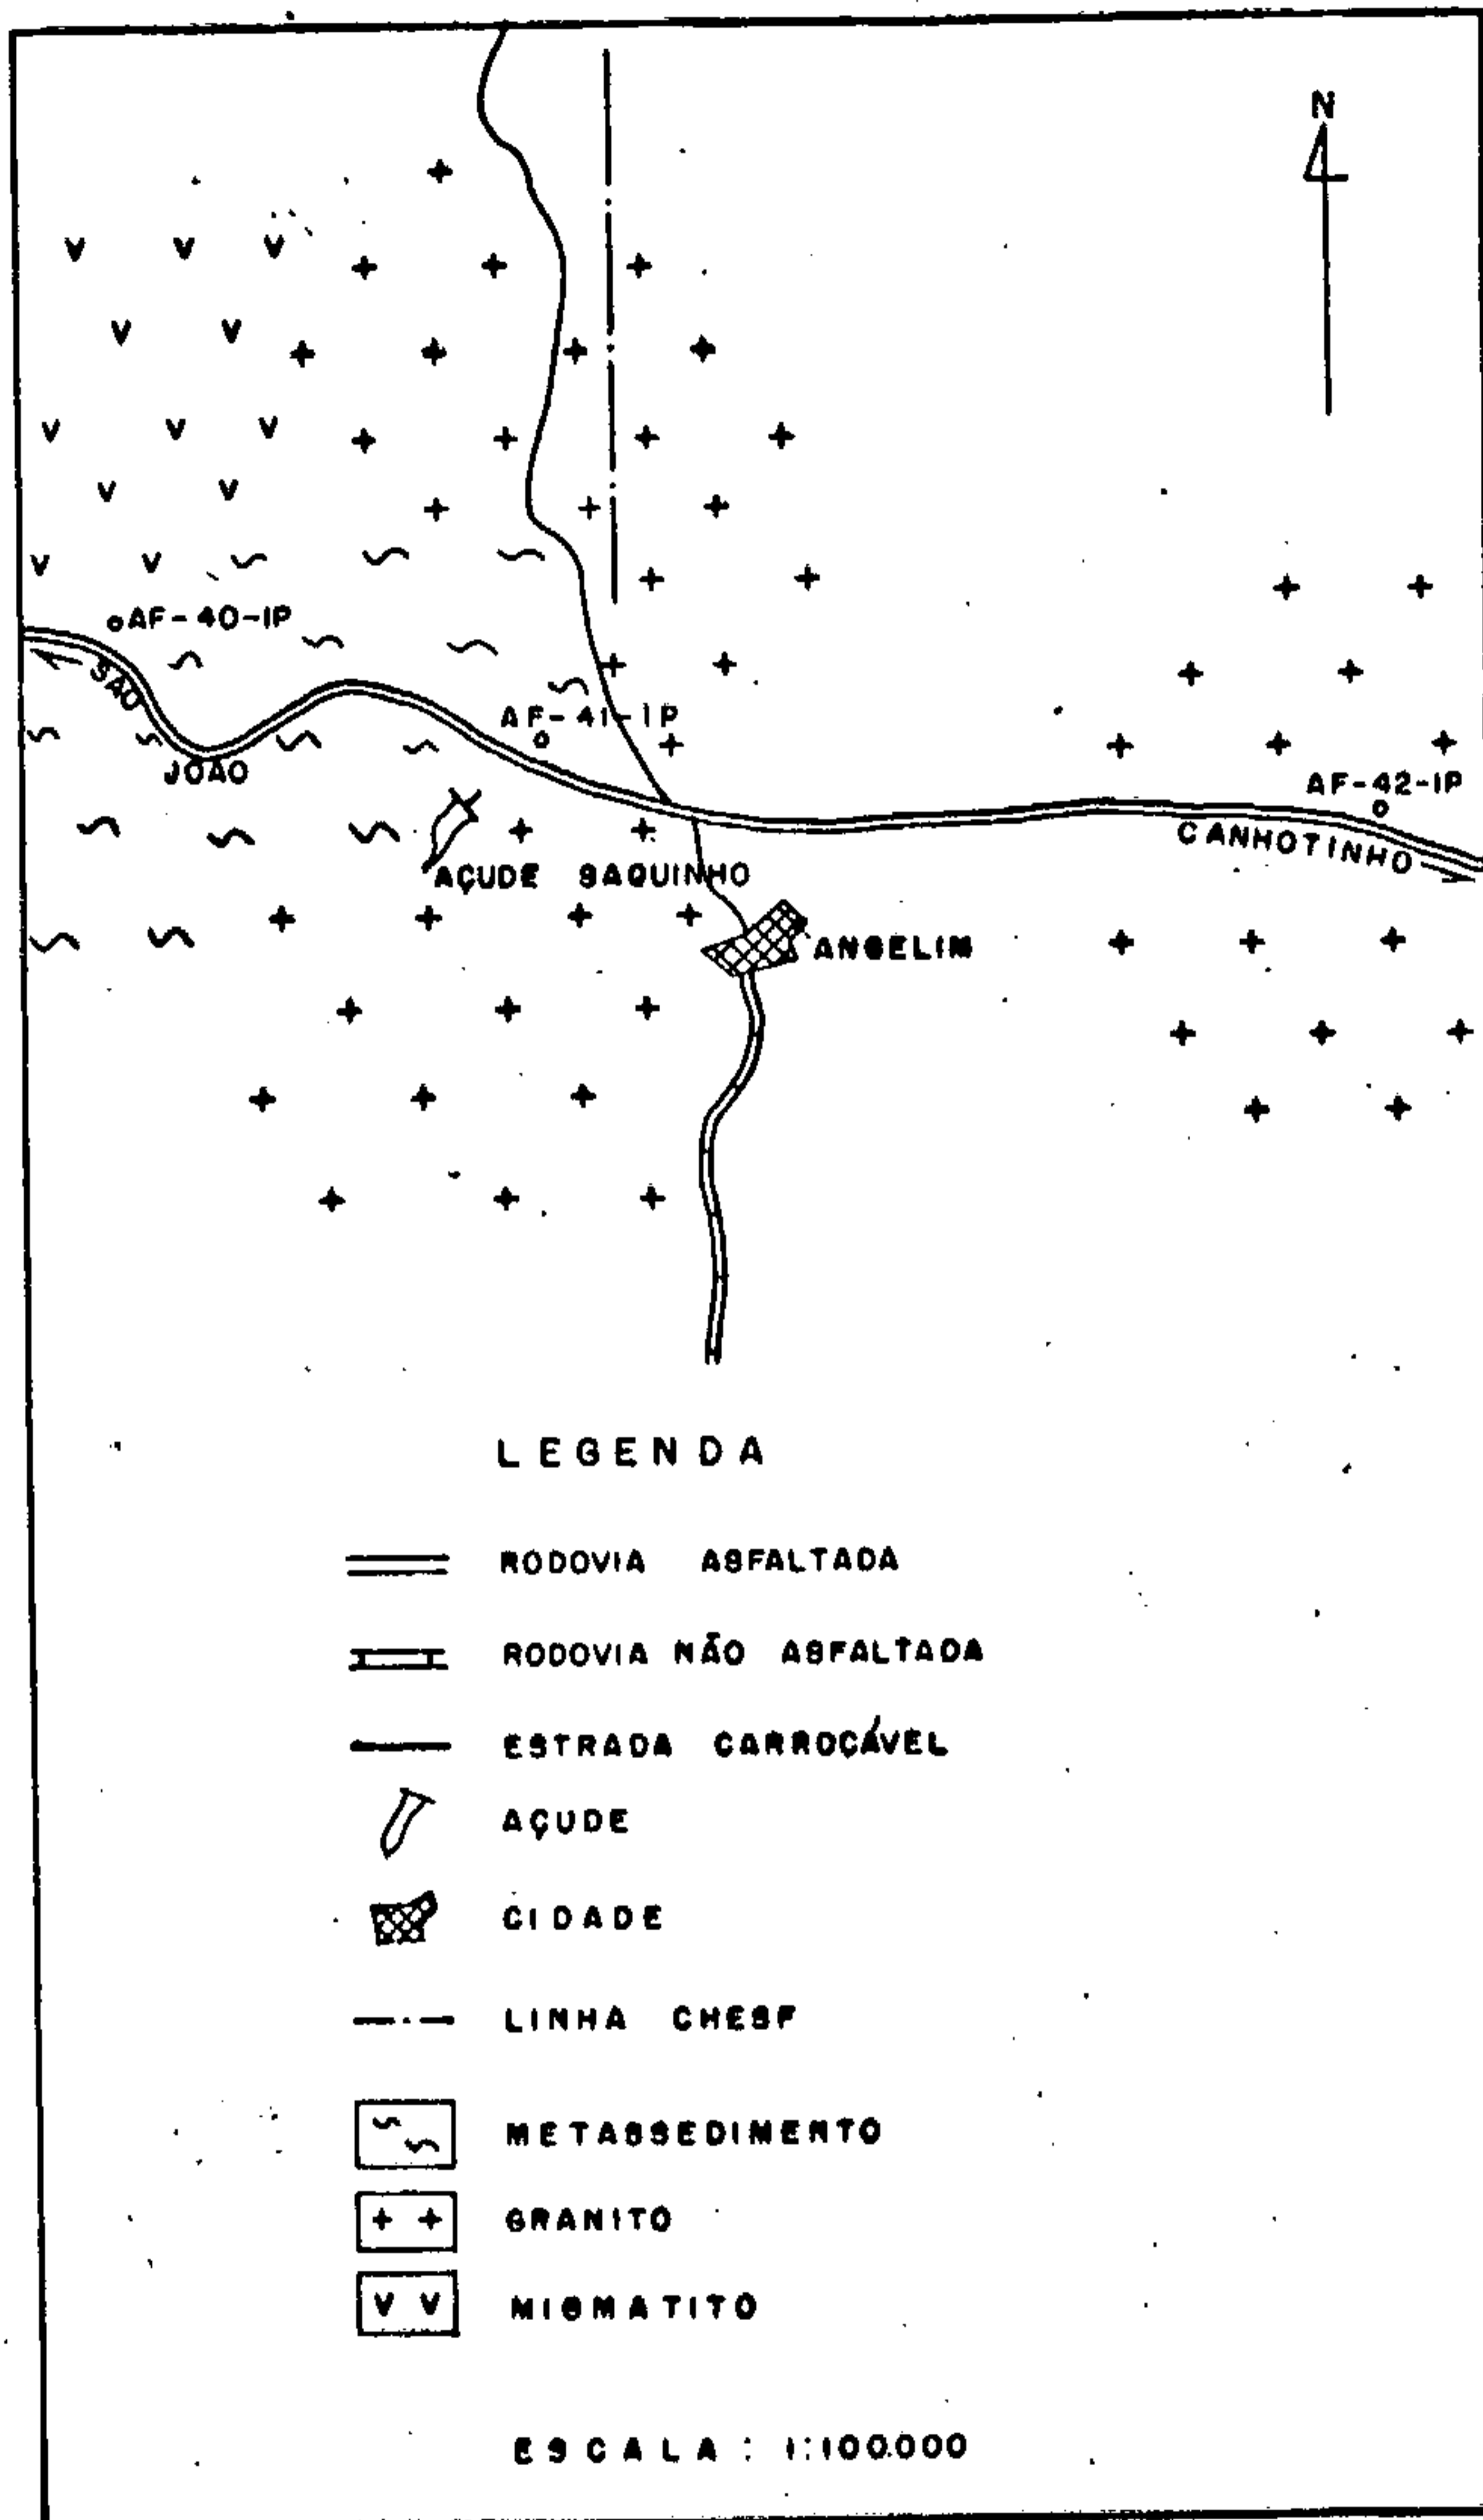 N
AF-40-IP
SÃO
JOÃO
AF-41-IP
AF-42-IP
CANHOTINHO
AÇUDE SAQUINHO
ANGELIM
LEGENDA
RODOVIA ASFALTADA
RODOVIA NÃO ASFALTADA
ESTRADA CARROÇÁVEL
AÇUDE
CIDADE
LINHA CHESF
METASSEDIMENTO
GRANITO
MIGMATITO
ESCALA: 1:100.000